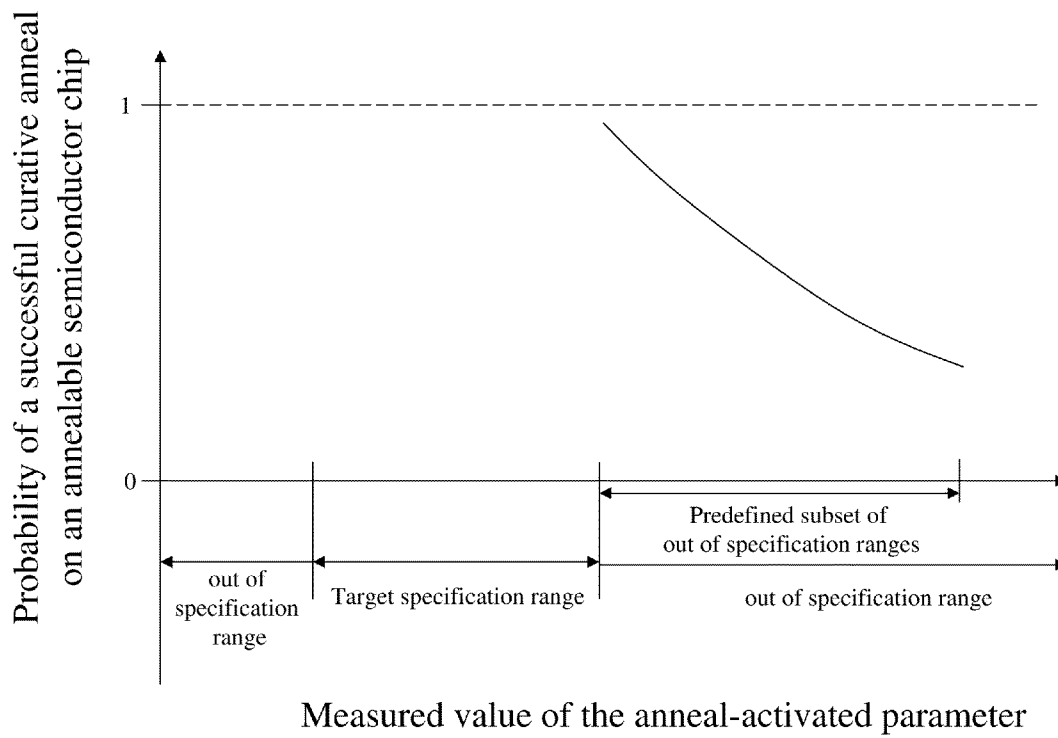 Probability of a successful curative anneal
on an annealable semiconductor chip
1
0
Predefined subset of
out of specification ranges
out of
specification
range
Target specification range
out of specification range
Measured value of the anneal-activated parameter